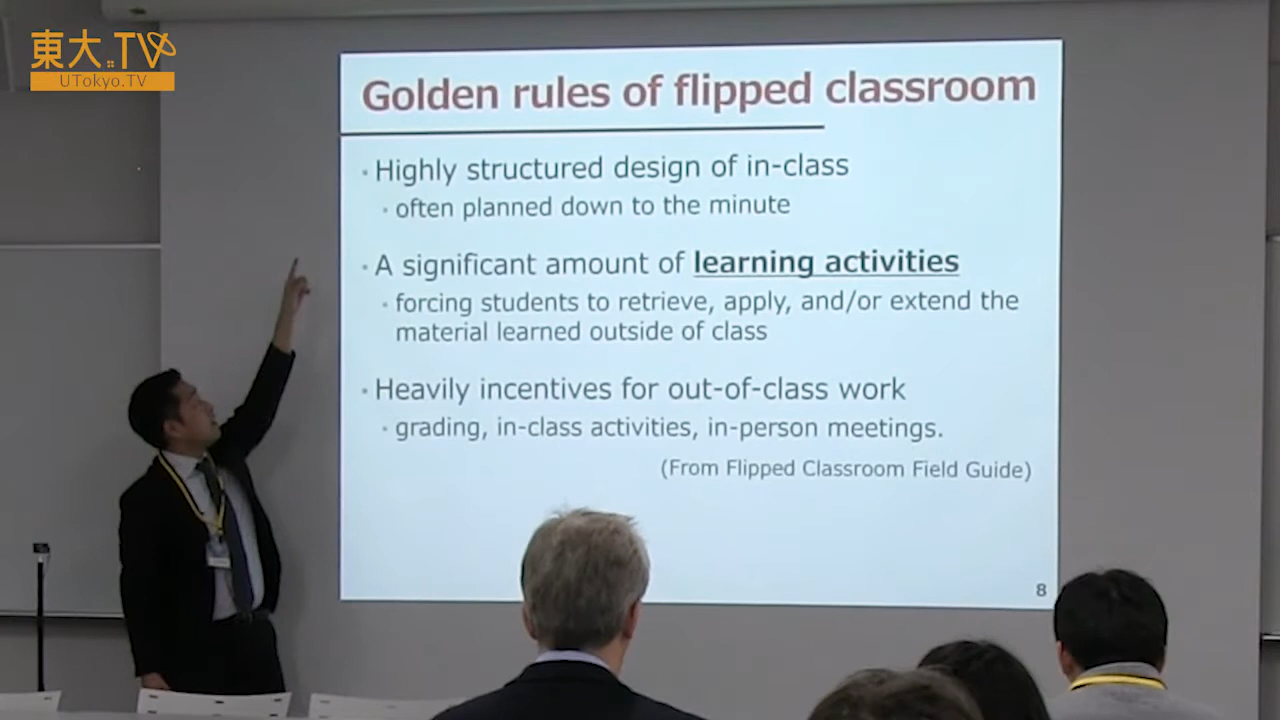 東大.TV
UTokyo.TV
Golden rules of flipped classroom
・Highly structured design of in-class
・often planned down to the minute
・A significant amount of learning activities
・forcing students to retrieve, apply, and/or extend the
material learned outside of class
・Heavily incentives for out-of-class work
・grading, in-class activities, in-person meetings.
(From Flipped Classroom Field Guide)
8